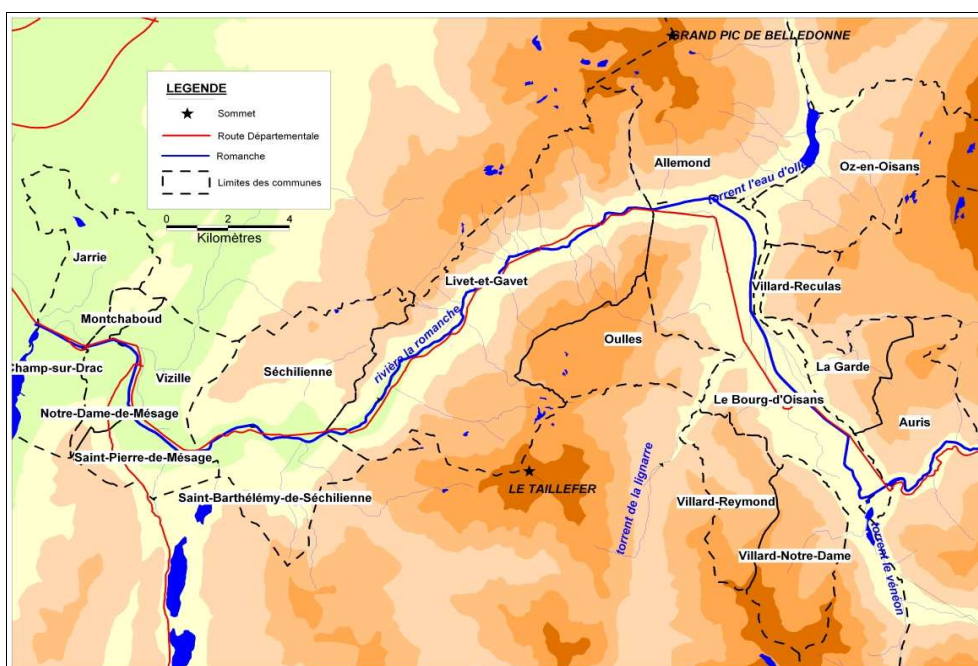 GRAND PIC DE BELLEDONNE
LEGENDE
Sommet
Route Départementale
Romanche
Limites des communes
0 2 4
Kilomètres
Allemond
torrent l'eau d'olle
Oz-en-Oisans
Jarrie
Livet-et-Gavet
Villard-Reculas
Montchaboud
rivière la romanche
Oulles
Champ-sur-Drac
Vizille
Séchilienne
La Garde
Notre-Dame-de-Mésage
Le Bourg-d'Oisans
Auris
Saint-Pierre-de-Mésage
LE TAILLEFER
Saint-Barthélémy-de-Séchilienne
torrent de la lignarre
Villard-Reymond
Villard-Notre-Dame
torrent le vénéon